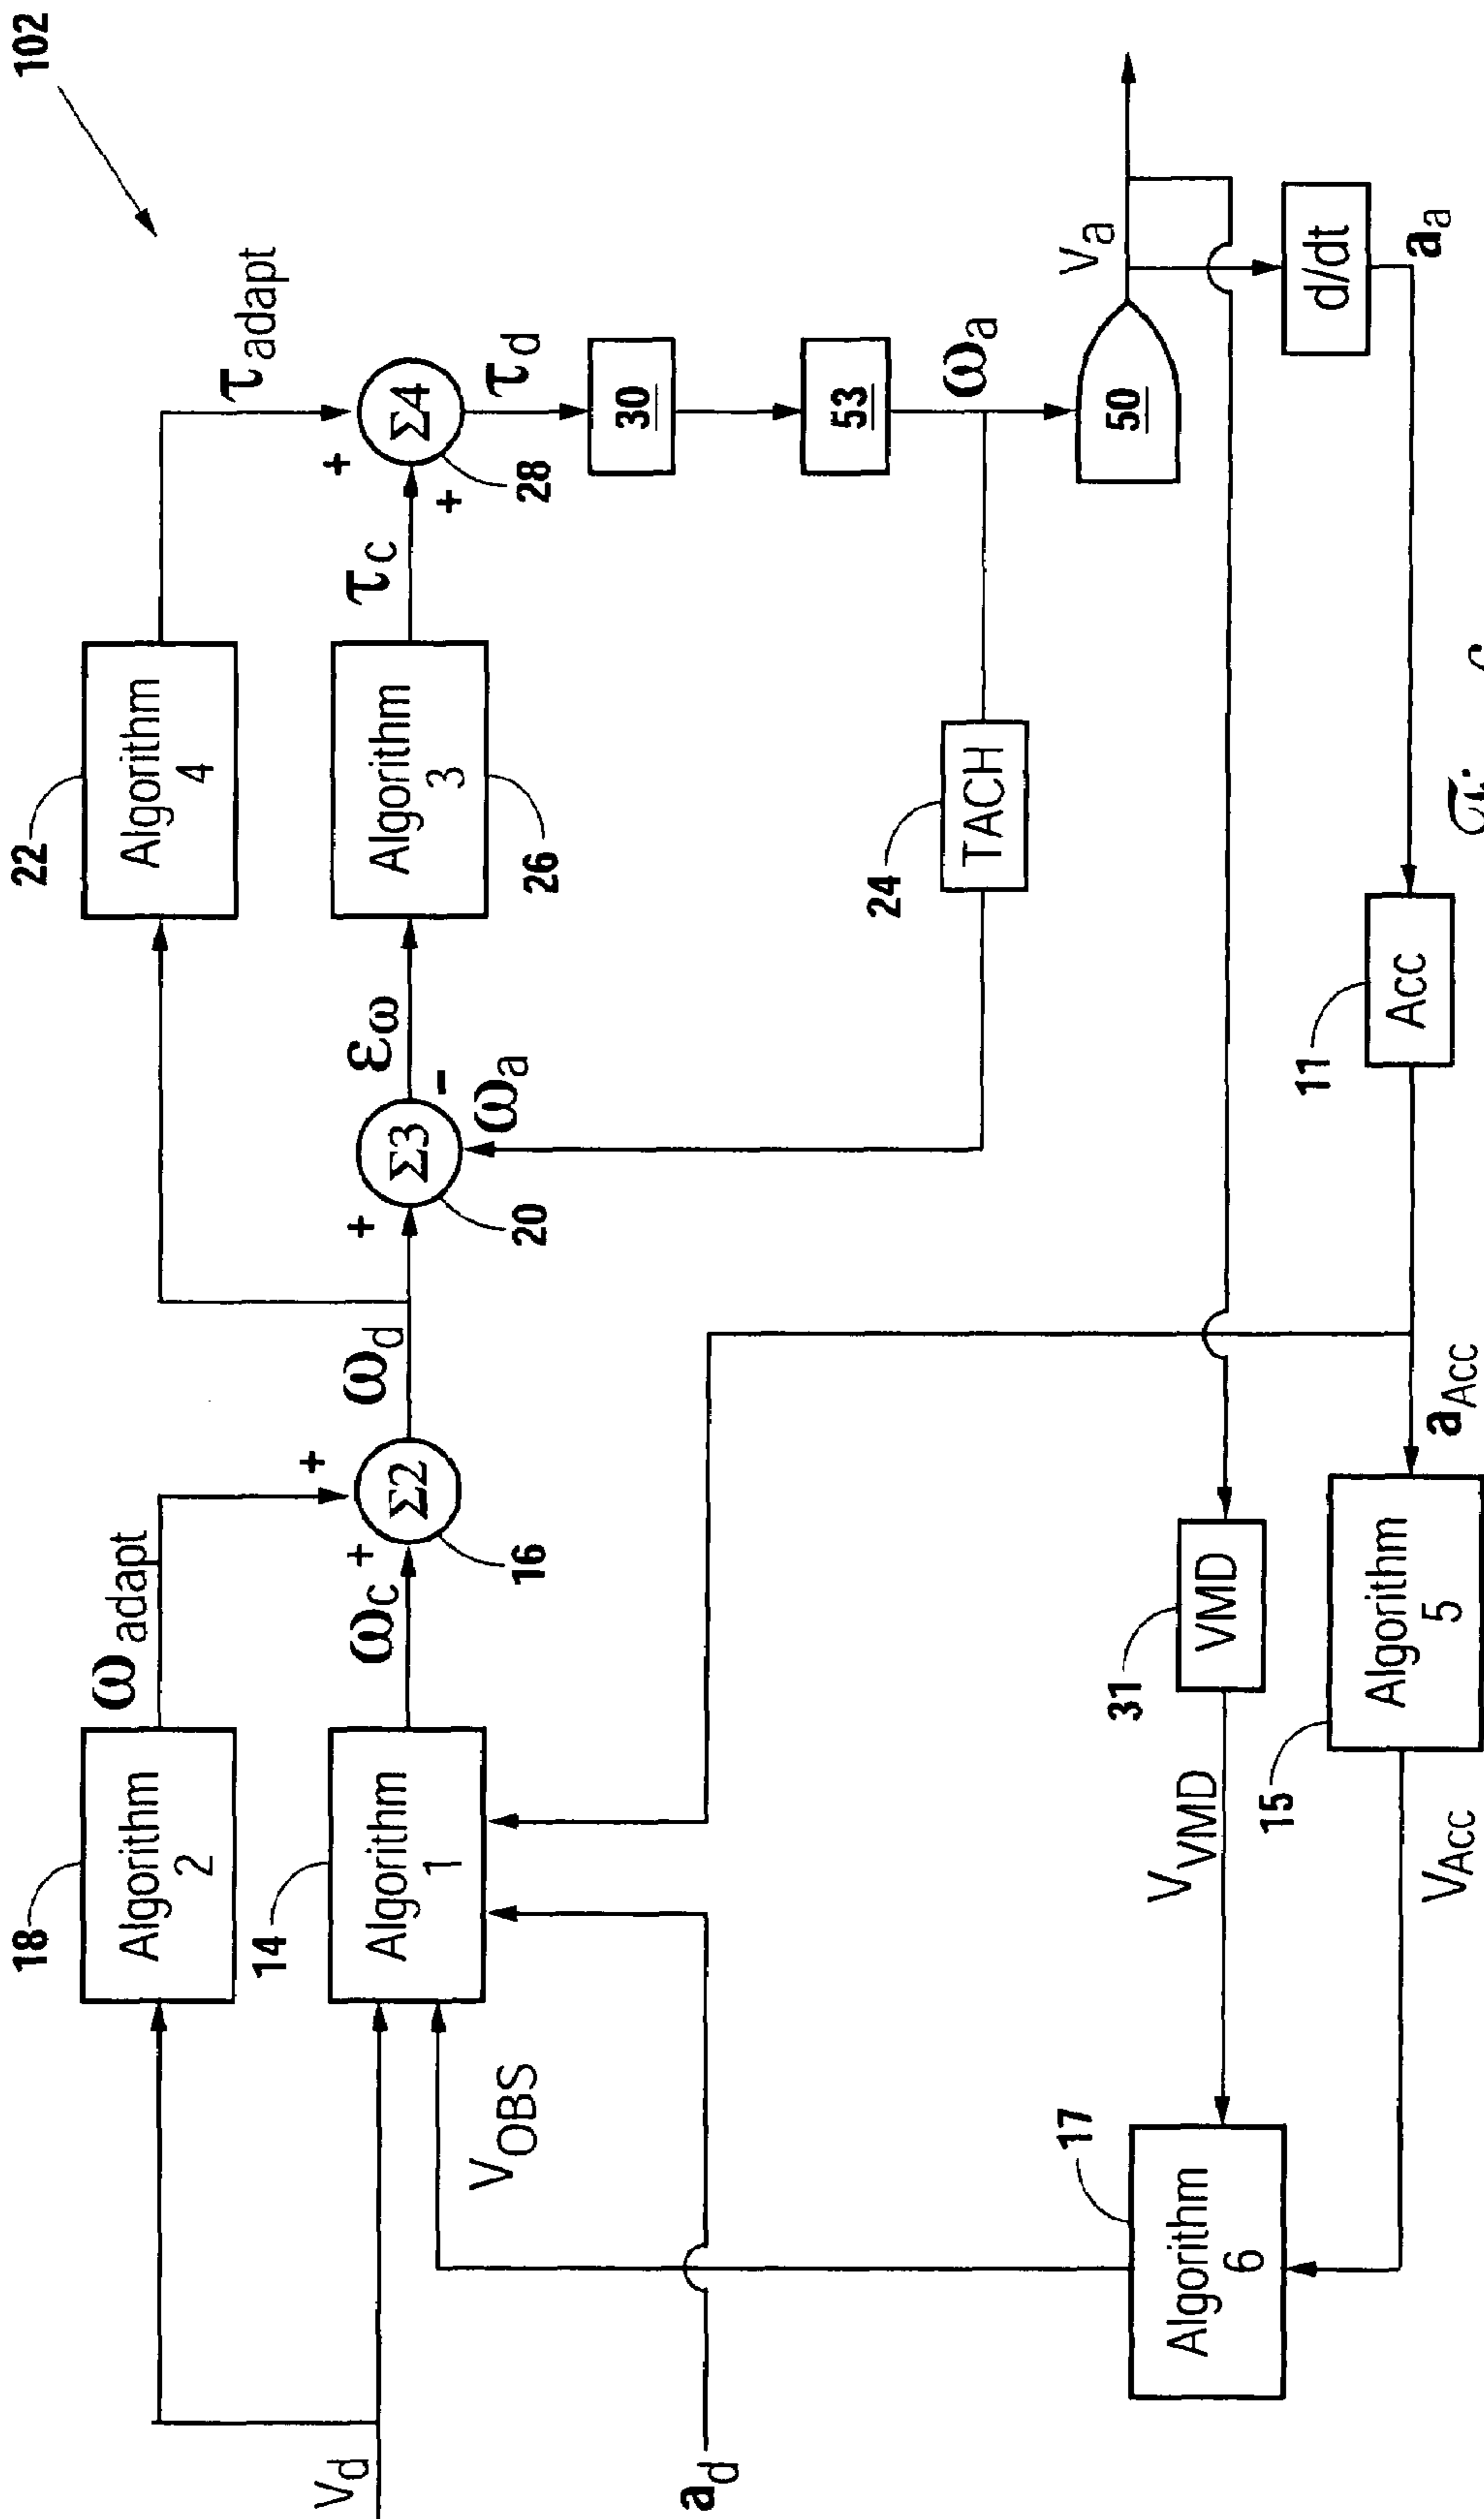 102
22
Algorithm
4
τadapt
18
Algorithm
2
ωadapt
+
+
Σ4
28
τd
Algorithm
3
26
τc
+
εω
Σ3
20
+
-
ωa
ωd
Σ2
16
+
+
ωc
14
Algorithm
1
Vd
VOBS
ad
30
53
ωa
24
TACH
50
Va
d/dt
aa
11
Acc
aAcc
31
VMD
VVMD
15
Algorithm
5
VAcc
17
Algorithm
6